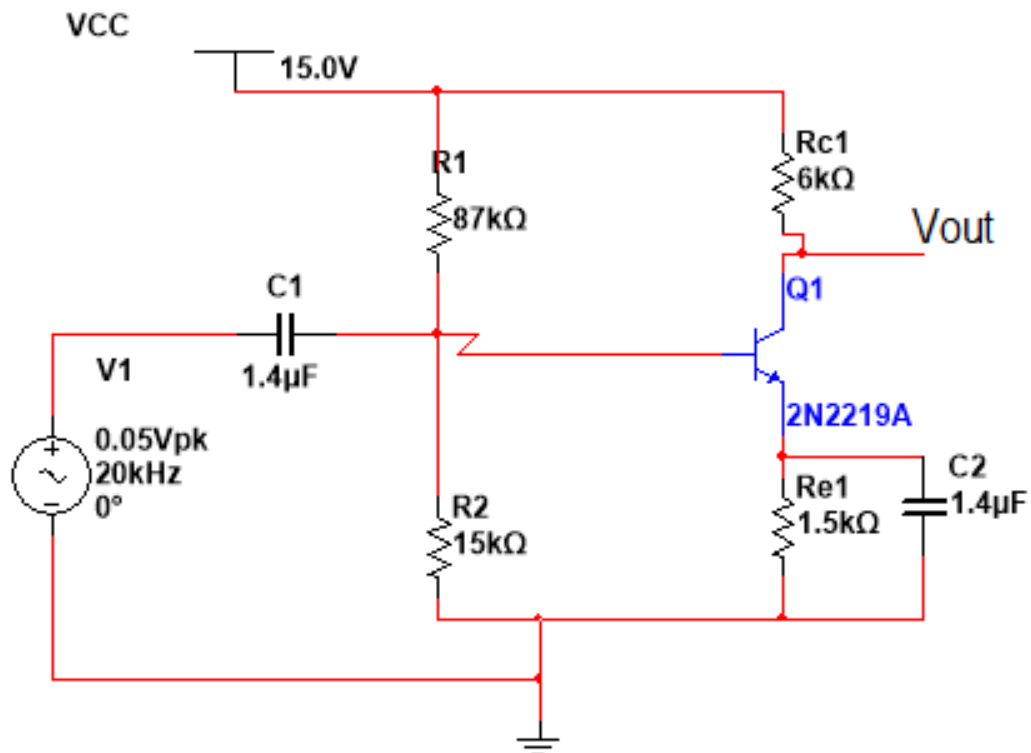 VCC
15.0V
R1
87kΩ
Rc1
6kΩ
Vout
C1
1.4µF
Q1
2N2219A
V1
0.05Vpk
20kHz
0°
R2
15kΩ
Re1
1.5kΩ
C2
1.4µF